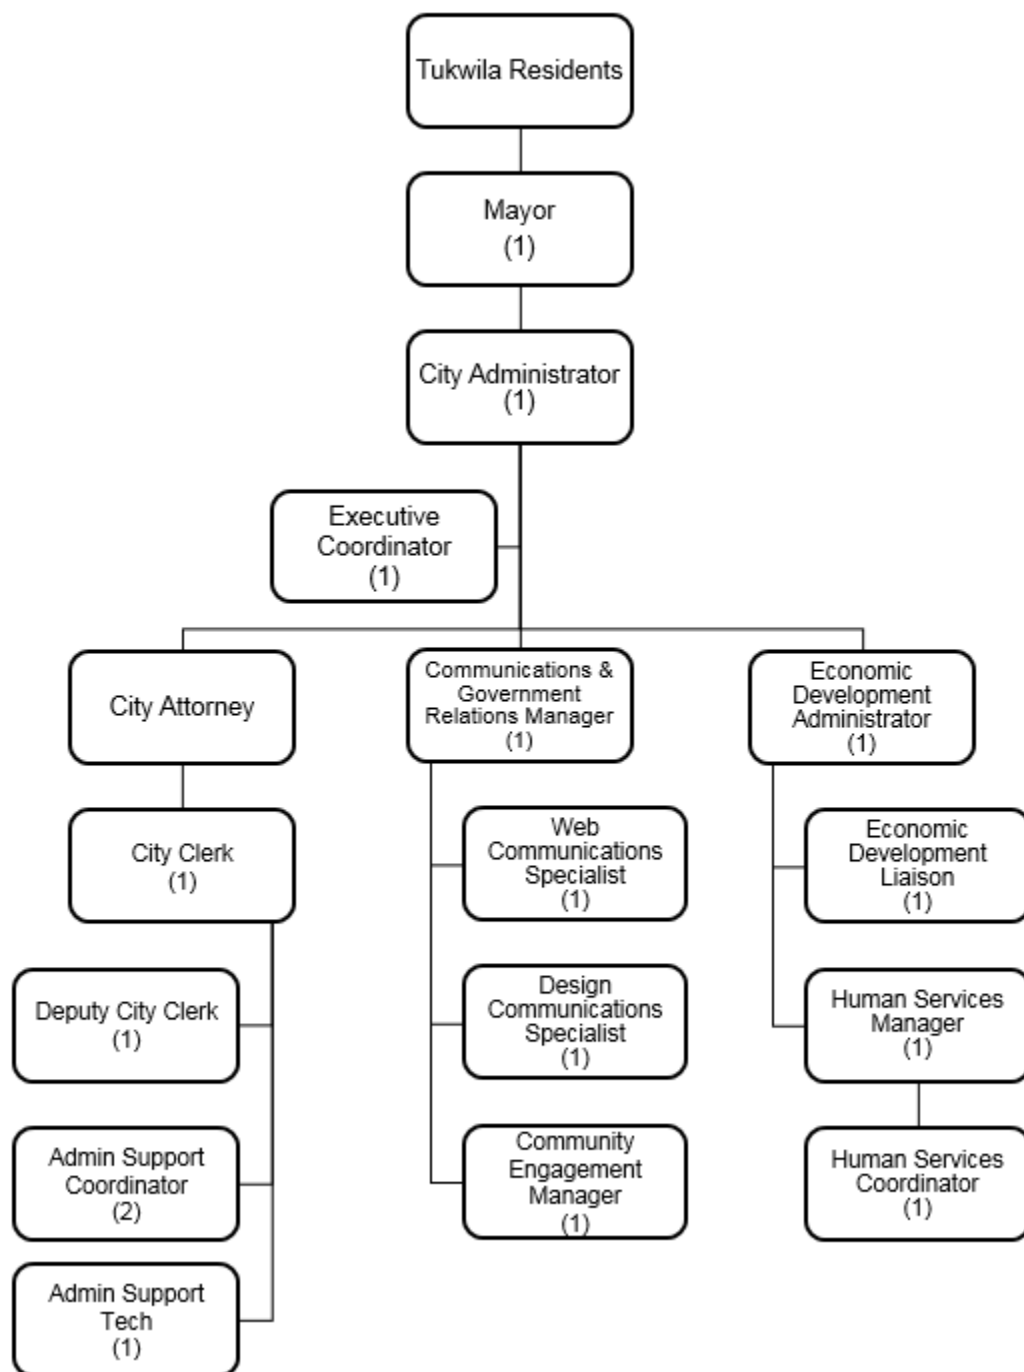 Tukwila Residents
Mayor
(1)
City Administrator
(1)
Executive
Coordinator
(1)
City Attorney
Communications &
Government
Relations Manager
(1)
Economic
Development
Administrator
(1)
City Clerk
(1)
Web
Communications
Specialist
(1)
Economic
Development
Liaison
(1)
Deputy City Clerk
(1)
Design
Communications
Specialist
(1)
Human Services
Manager
(1)
Admin Support
Coordinator
(2)
Community
Engagement
Manager
(1)
Human Services
Coordinator
(1)
Admin Support
Tech
(1)